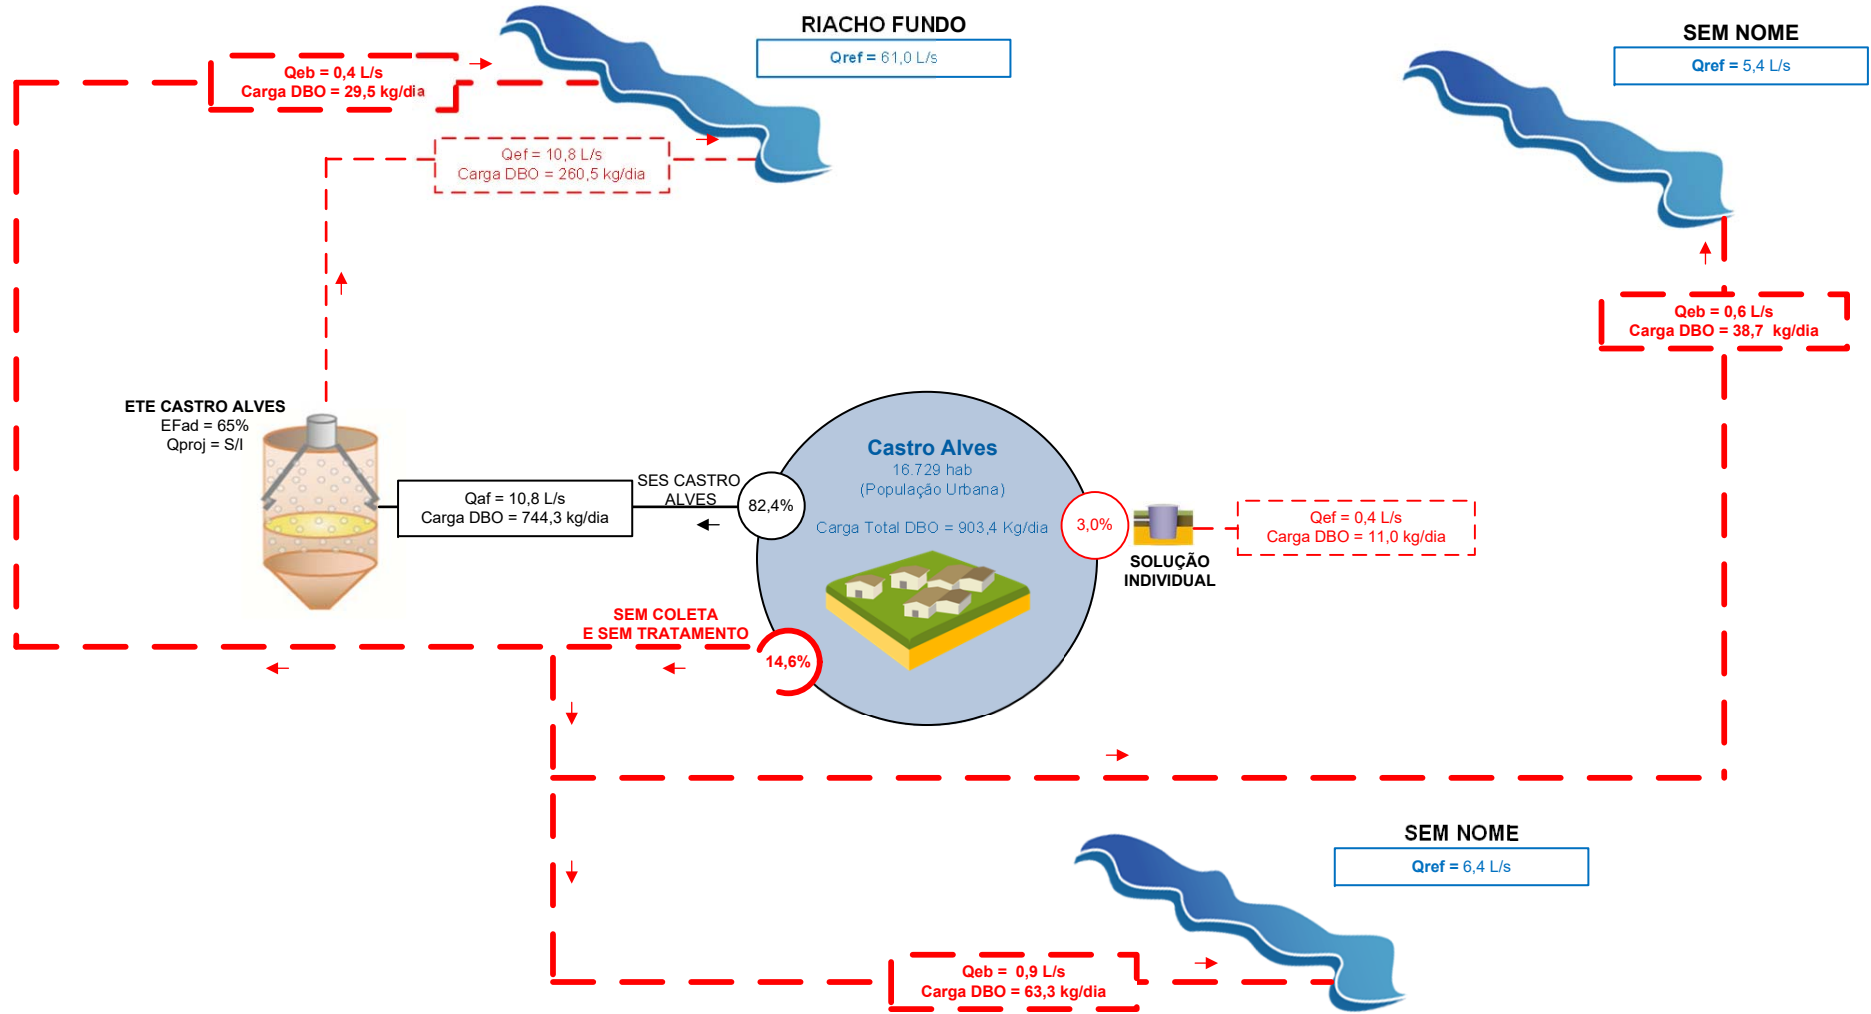 RIACHO FUNDO
Qref = 61,0 L/s
SEM NOME
Qref = 5,4 L/s
Qeb = 0,4 L/s
Carga DBO = 29,5 kg/dia
Qef = 10,8 L/s
Carga DBO = 260,5 kg/dia
Qeb = 0,6 L/s
Carga DBO = 38,7 kg/dia
ETE CASTRO ALVES
EFad = 65%
Qproj = S/I
Qaf = 10,8 L/s
Carga DBO = 744,3 kg/dia
SES CASTRO
ALVES
82,4%
Castro Alves
16.729 hab
(População Urbana)
Carga Total DBO = 903,4 Kg/dia
3,0%
SOLUÇÃO
INDIVIDUAL
Qef = 0,4 L/s
Carga DBO = 11,0 kg/dia
SEM COLETA
E SEM TRATAMENTO
14,6%
SEM NOME
Qref = 6,4 L/s
Qeb = 0,9 L/s
Carga DBO = 63,3 kg/dia